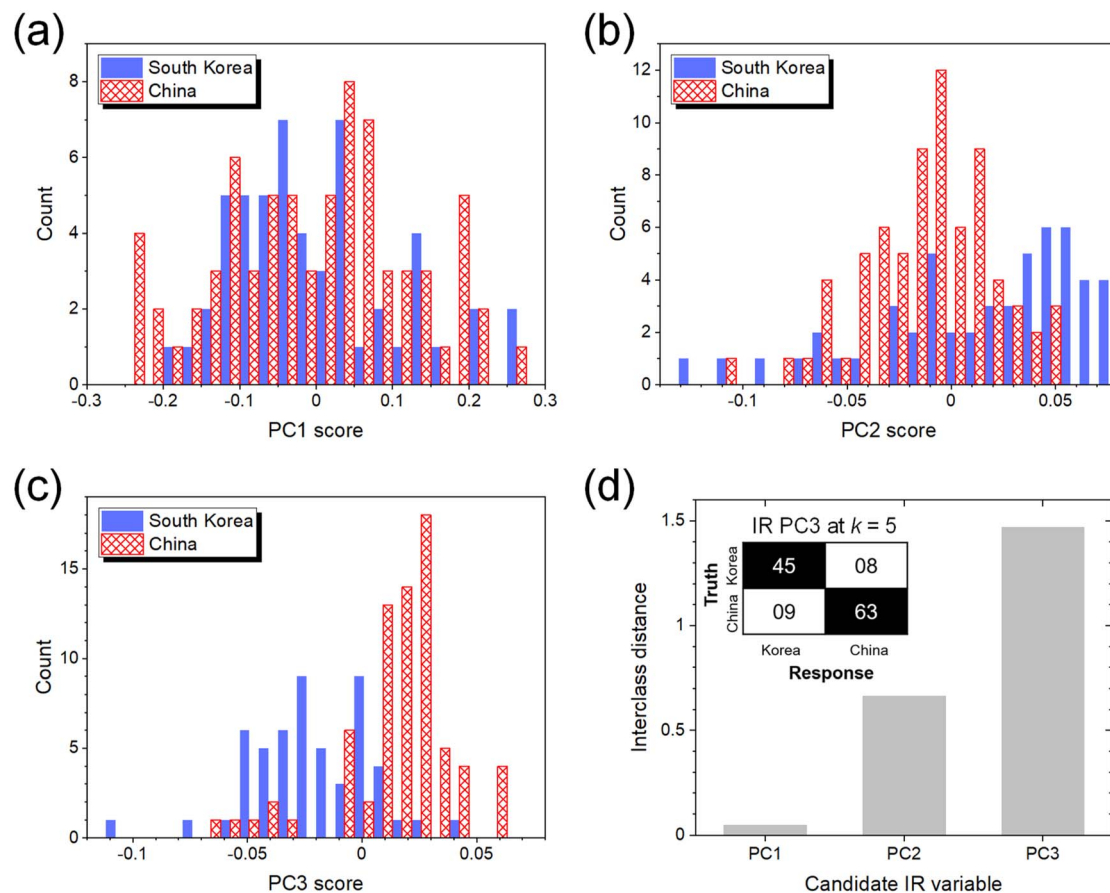 (a)
South Korea
China
8
6
4
2
0
Count
-0.3
-0.2
-0.1
0
0.1
0.2
0.3
PC1 score
(b)
South Korea
China
12
10
8
6
4
2
0
Count
-0.1
-0.05
0
0.05
PC2 score
(c)
South Korea
China
15
10
5
0
Count
-0.1
-0.05
0
0.05
PC3 score
(d)
1.5
1
0.5
0
Interclass distance
IR PC3 at k = 5
Truth
Korea
45
08
China
09
63
Korea
China
Response
PC1
PC2
PC3
Candidate IR variable